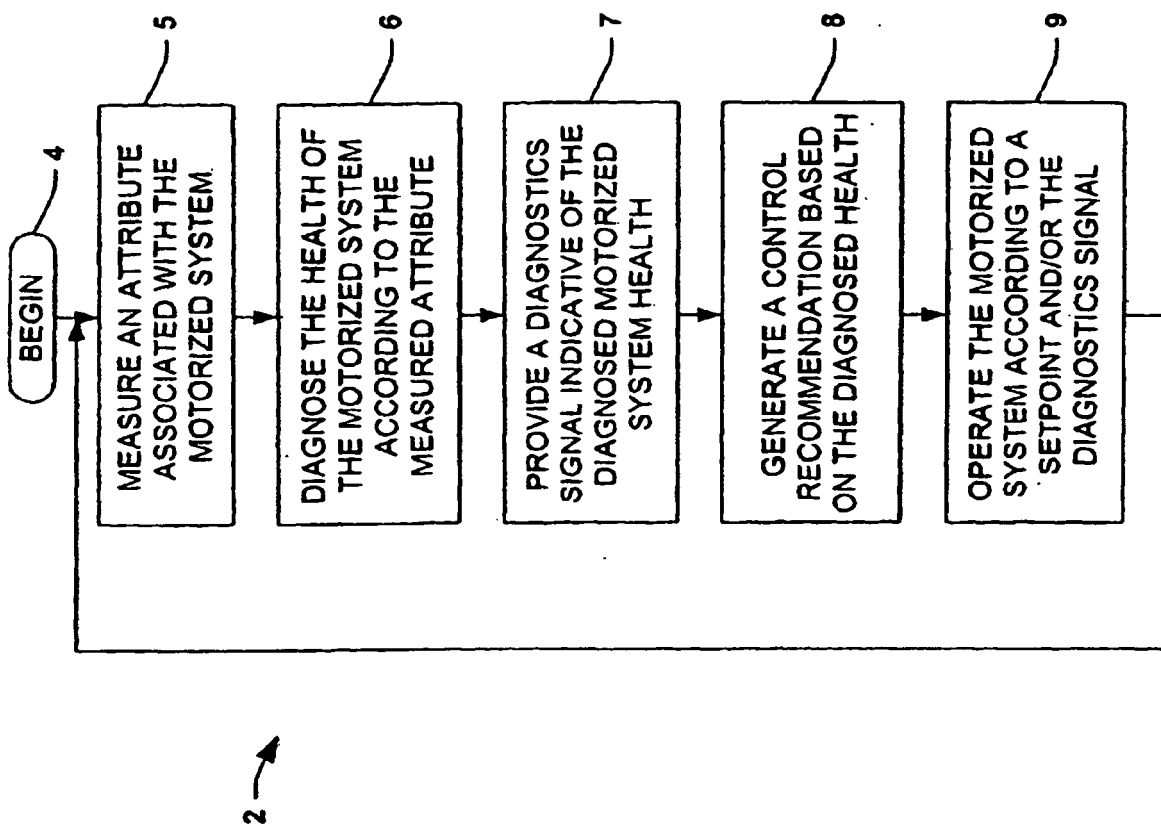 BEGIN
4
MEASURE AN ATTRIBUTE
ASSOCIATED WITH THE
MOTORIZED SYSTEM.
5
DIAGNOSE THE HEALTH OF
THE MOTORIZED SYSTEM
ACCORDING TO THE
MEASURED ATTRIBUTE
6
PROVIDE A DIAGNOSTICS
SIGNAL INDICATIVE OF THE
DIAGNOSED MOTORIZED
SYSTEM HEALTH
7
GENERATE A CONTROL
RECOMMENDATION BASED
ON THE DIAGNOSED HEALTH
8
OPERATE THE MOTORIZED
SYSTEM ACCORDING TO A
SETPOINT AND/OR THE
DIAGNOSTICS SIGNAL
9
2